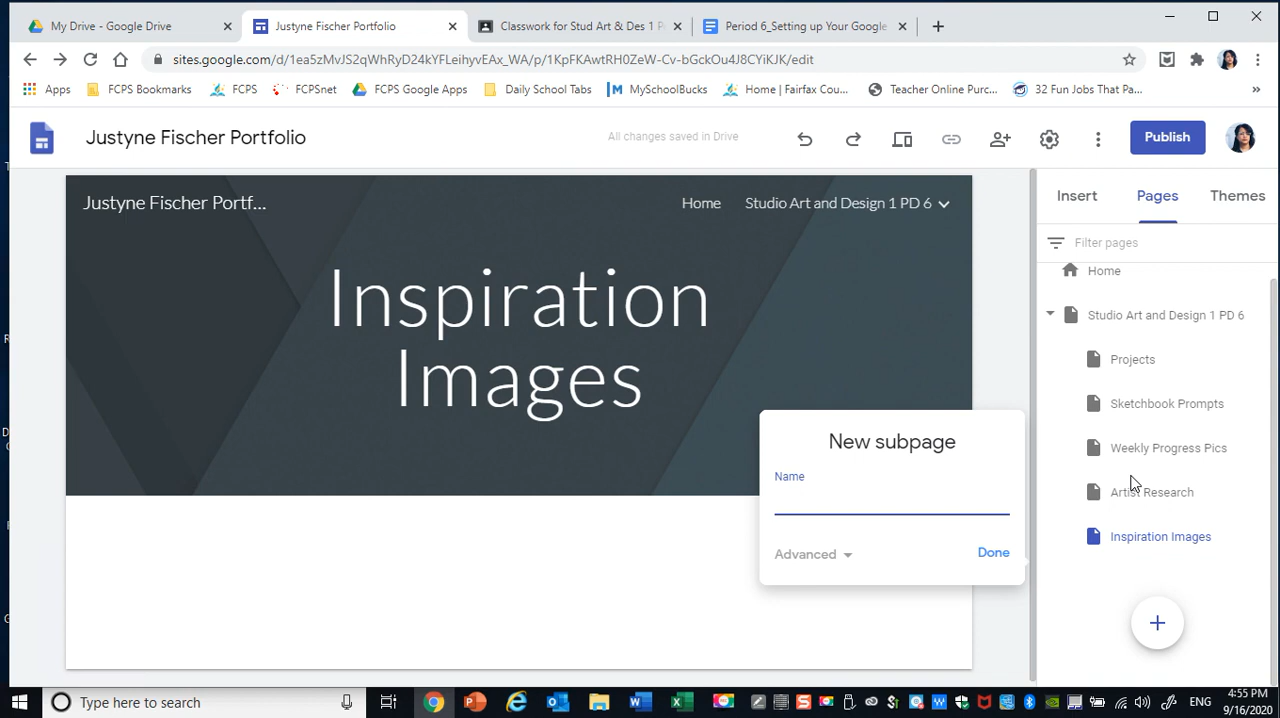 My Drive - Google Drive
Justyne Fischer Portfolio
Classwork for Stud Art & Des 1 P
Period 6_Setting up Your Google
sites.google.com/d/1ea5zMvJS2qWhRyD24kYFLeihyvEAx_WA/p/1KpFKAwtRH0ZeW-Cv-bGckOu4J8CYiKJK/edit
Apps
FCPS Bookmarks
FCPS
FCPSnet
FCPS Google Apps
Daily School Tabs
MySchoolBucks
Home | Fairfax Cou...
Teacher Online Purc...
32 Fun Jobs That Pa...
Justyne Fischer Portfolio
All changes saved in Drive
Publish
Justyne Fischer Portf...
Home
Studio Art and Design 1 PD 6
Inspiration
Images
New subpage
Name
Advanced
Done
Insert
Pages
Themes
Filter pages
Home
Studio Art and Design 1 PD 6
Projects
Sketchbook Prompts
Weekly Progress Pics
Artist Research
Inspiration Images
Type here to search
ENG
4:55 PM
9/16/2020